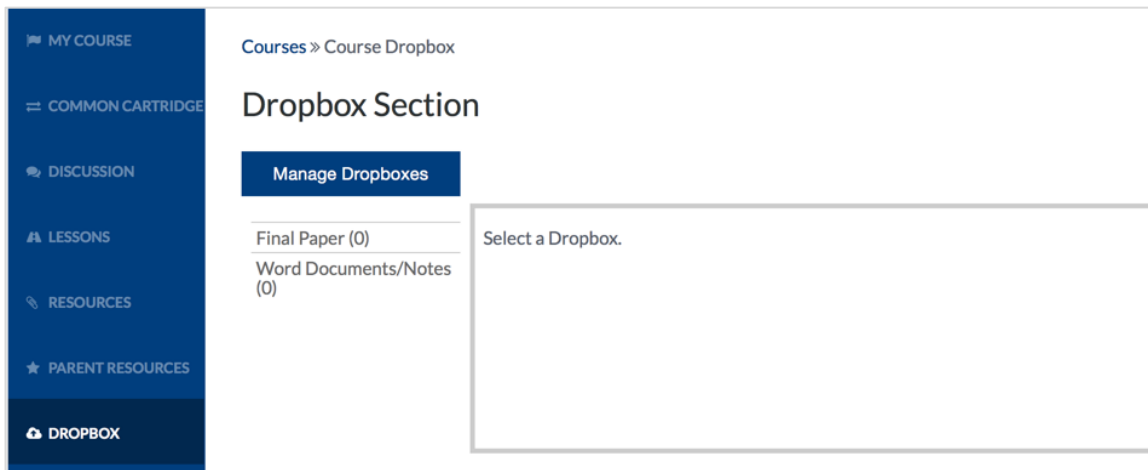 MY COURSE
COMMON CARTRIDGE
DISCUSSION
LESSONS
RESOURCES
PARENT RESOURCES
DROPBOX
Courses » Course Dropbox
Dropbox Section
Manage Dropboxes
Final Paper (0)
Word Documents/Notes
(0)
Select a Dropbox.